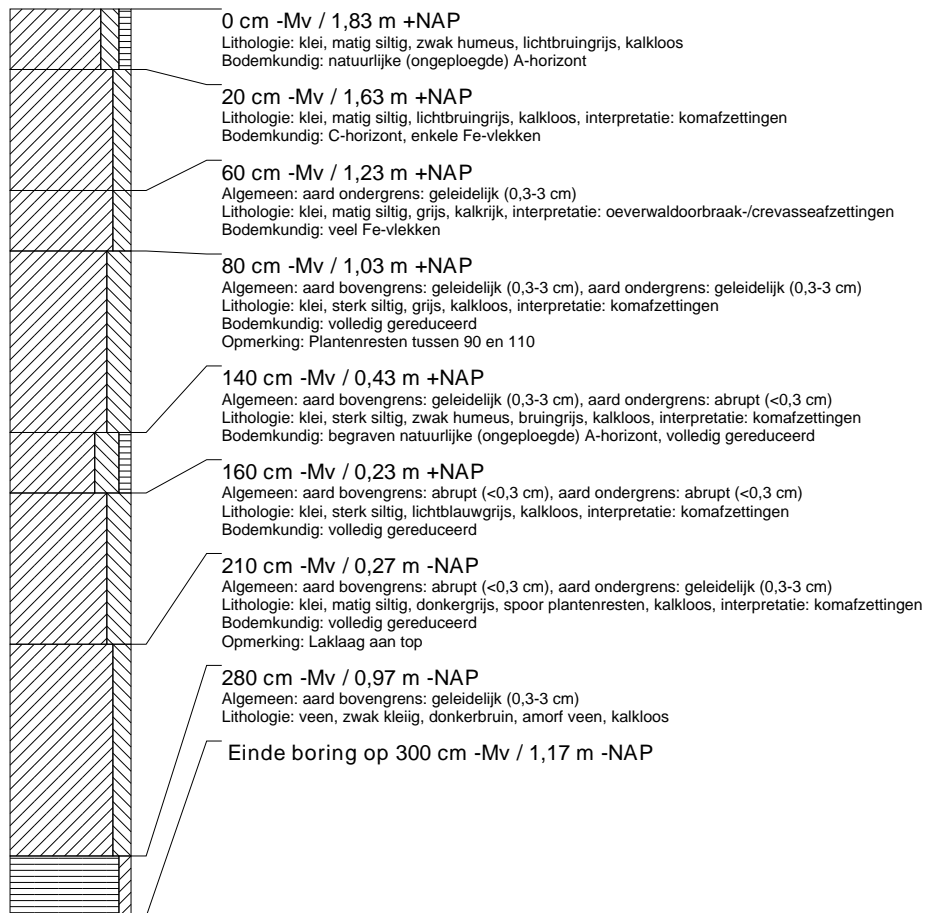 0 cm -Mv / 1,83 m +NAP
Lithologie: klei, matig siltig, zwak humeus, lichtbruingrijs, kalkloos
Bodemkundig: natuurlijke (ongeploegde) A-horizont
20 cm -Mv / 1,63 m +NAP
Lithologie: klei, matig siltig, lichtbruingrijs, kalkloos, interpretatie: komafzettingen
Bodemkundig: C-horizont, enkele Fe-vlekken
60 cm -Mv / 1,23 m +NAP
Algemeen: aard ondergrens: geleidelijk (0,3-3 cm)
Lithologie: klei, matig siltig, grijs, kalkrijk, interpretatie: oeverwaldoorbraak-/crevasseafzettingen
Bodemkundig: veel Fe-vlekken
80 cm -Mv / 1,03 m +NAP
Algemeen: aard bovengrens: geleidelijk (0,3-3 cm), aard ondergrens: geleidelijk (0,3-3 cm)
Lithologie: klei, sterk siltig, grijs, kalkloos, interpretatie: komafzettingen
Bodemkundig: volledig gereduceerd
Opmerking: Plantenresten tussen 90 en 110
140 cm -Mv / 0,43 m +NAP
Algemeen: aard bovengrens: geleidelijk (0,3-3 cm), aard ondergrens: abrupt (<0,3 cm)
Lithologie: klei, sterk siltig, zwak humeus, bruingrijs, kalkloos, interpretatie: komafzettingen
Bodemkundig: begraven natuurlijke (ongeploegde) A-horizont, volledig gereduceerd
160 cm -Mv / 0,23 m +NAP
Algemeen: aard bovengrens: abrupt (<0,3 cm), aard ondergrens: abrupt (<0,3 cm)
Lithologie: klei, sterk siltig, lichtblauwgrijs, kalkloos, interpretatie: komafzettingen
Bodemkundig: volledig gereduceerd
210 cm -Mv / 0,27 m -NAP
Algemeen: aard bovengrens: abrupt (<0,3 cm), aard ondergrens: geleidelijk (0,3-3 cm)
Lithologie: klei, matig siltig, donkergrijs, spoor plantenresten, kalkloos, interpretatie: komafzettingen
Bodemkundig: volledig gereduceerd
Opmerking: Laklaag aan top
280 cm -Mv / 0,97 m -NAP
Algemeen: aard bovengrens: geleidelijk (0,3-3 cm)
Lithologie: veen, zwak kleiig, donkerbruin, amorf veen, kalkloos
Einde boring op 300 cm -Mv / 1,17 m -NAP